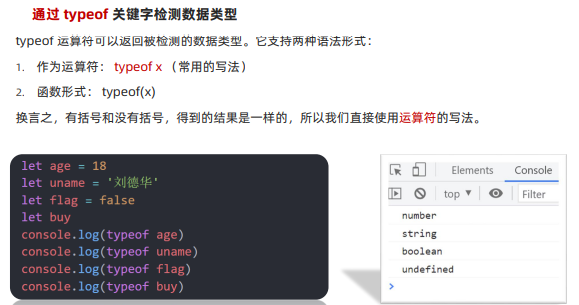 通过 typeof 关键字检测数据类型
typeof 运算符可以返回被检测的数据类型。它支持两种语法形式：
1. 作为运算符： typeof x （常用的写法）
2. 函数形式： typeof(x)
换言之，有括号和没有括号，得到的结果是一样的，所以我们直接使用运算符的写法。
let age = 18
let uname = '刘德华'
let flag = false
let buy
console.log(typeof age)
console.log(typeof uname)
console.log(typeof flag)
console.log(typeof buy)
Elements Console
top ▼ Filter
number
string
boolean
undefined
>